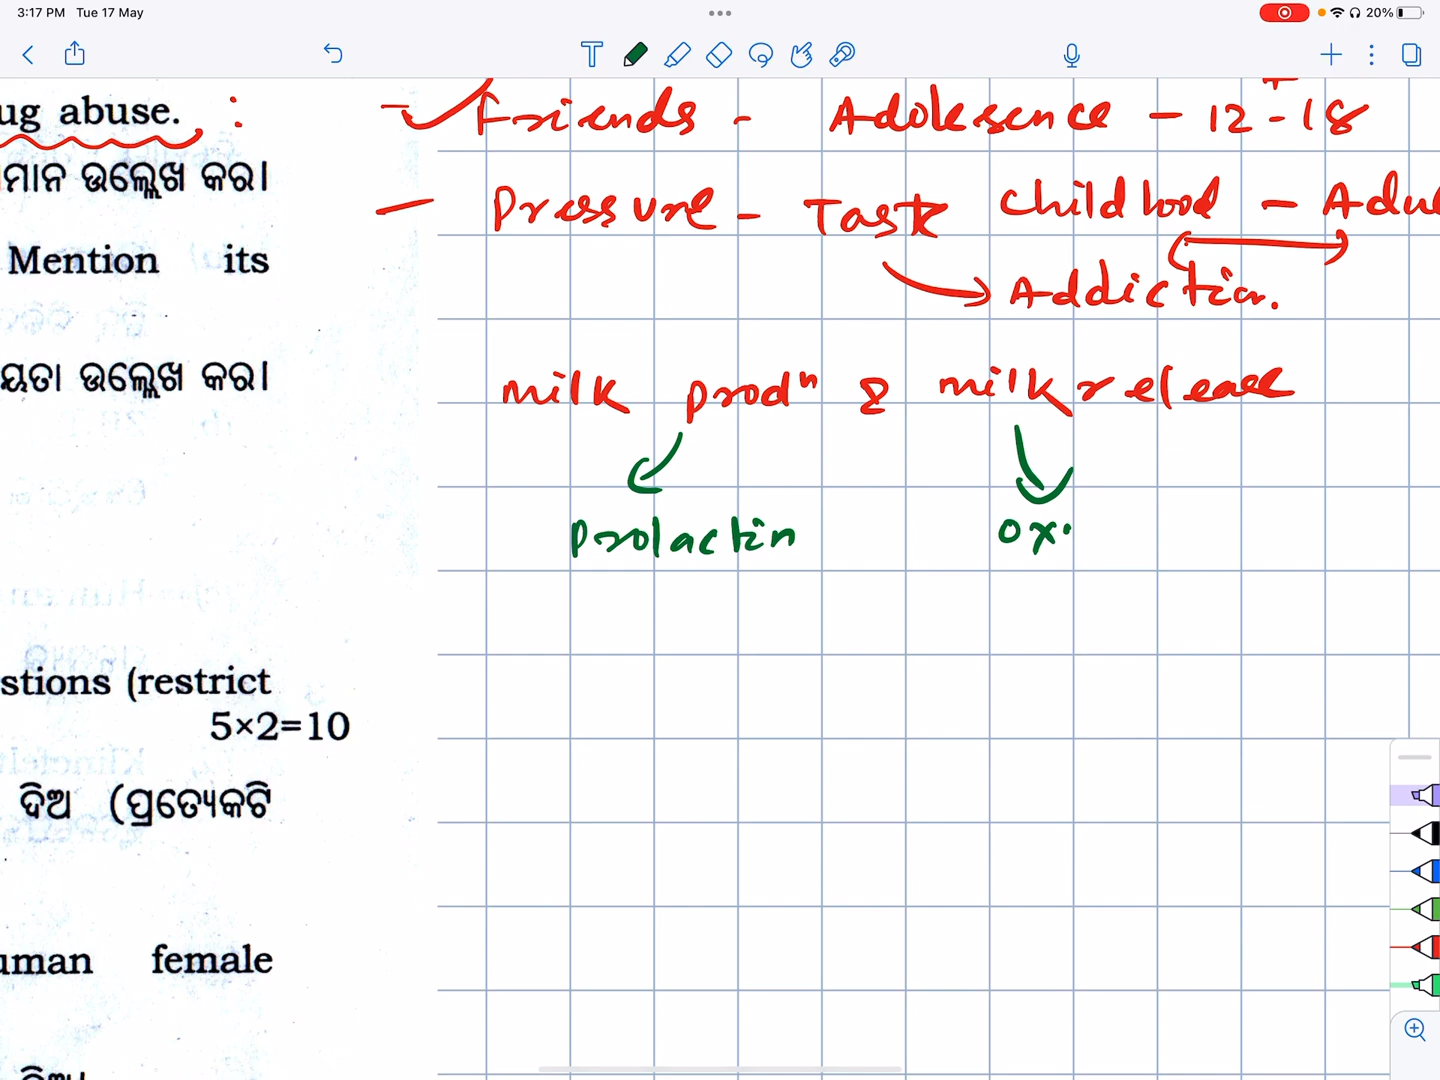 3:17 PM Tue 17 May
20%
ug abuse. :
- Friends - Adolesence - 12 - 18
ମାନ ଉଲ୍ଲେଖ କର।
- Pressure - Task Childhood - Adu
Mention its
Addiction.
ୟତା ଉଲ୍ଲେଖ କର।
milk prodⁿ & milk release
Prolactin
ox
stions (restrict
5×2=10
ଦିଅ (ପ୍ରତ୍ୟେକଟି
uman female